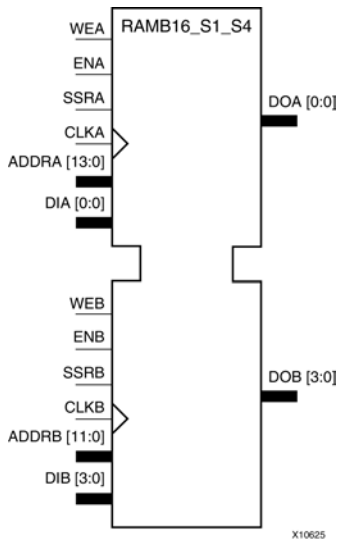 RAMB16_S1_S4
WEA
ENA
SSRA
CLKA
ADDRA [13:0]
DIA [0:0]
DOA [0:0]
WEB
ENB
SSRB
CLKB
ADDRB [11:0]
DIB [3:0]
DOB [3:0]
X10625